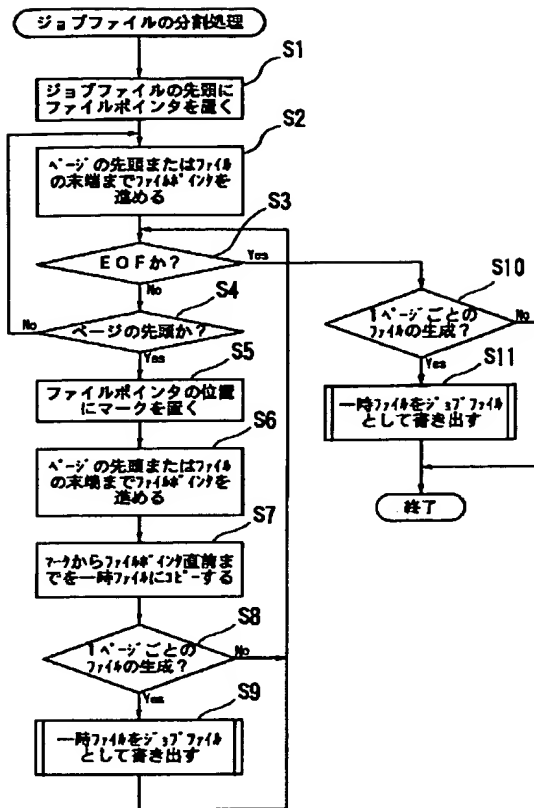 ジョブファイルの分割処理
S1
ジョブファイルの先頭に
ファイルポインタを置く
S2
ﾍﾟｰｼﾞの先頭またはﾌｧｲﾙ
の末端までﾌｧｲﾙﾎﾟｲﾝﾀを
進める
S3
EOFか?
Yes
No
S4
ページの先頭か?
No
Yes
S5
ファイルポインタの位置
にマークを置く
S6
ﾍﾟｰｼﾞの先頭またはﾌｧｲﾙ
の末端までﾌｧｲﾙﾎﾟｲﾝﾀを
進める
S7
ﾏｰｸからﾌｧｲﾙﾎﾟｲﾝﾀ直前ま
でを一時ﾌｧｲﾙにｺﾋﾟｰする
S8
1ﾍﾟｰｼﾞごとの
ﾌｧｲﾙの生成?
No
Yes
S9
一時ﾌｧｲﾙをｼﾞｮﾌﾞﾌｧｲﾙ
として書き出す
S10
1ﾍﾟｰｼﾞごとの
ﾌｧｲﾙの生成?
No
Yes
S11
一時ﾌｧｲﾙをｼﾞｮﾌﾞﾌｧｲﾙ
として書き出す
終了